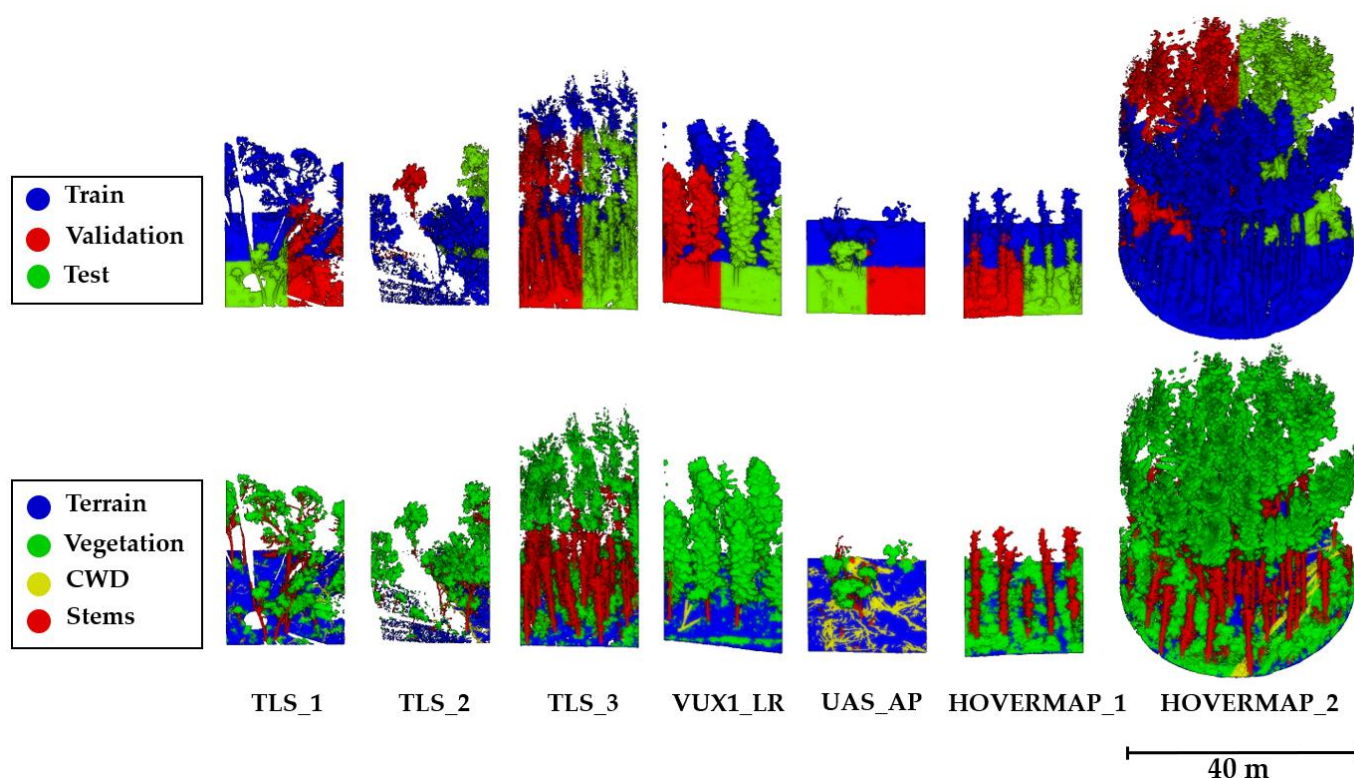 Train
Validation
Test
Terrain
Vegetation
CWD
Stems
TLS_1 TLS_2 TLS_3 VUX1_LR UAS_AP HOVERMAP_1 HOVERMAP_2
40 m